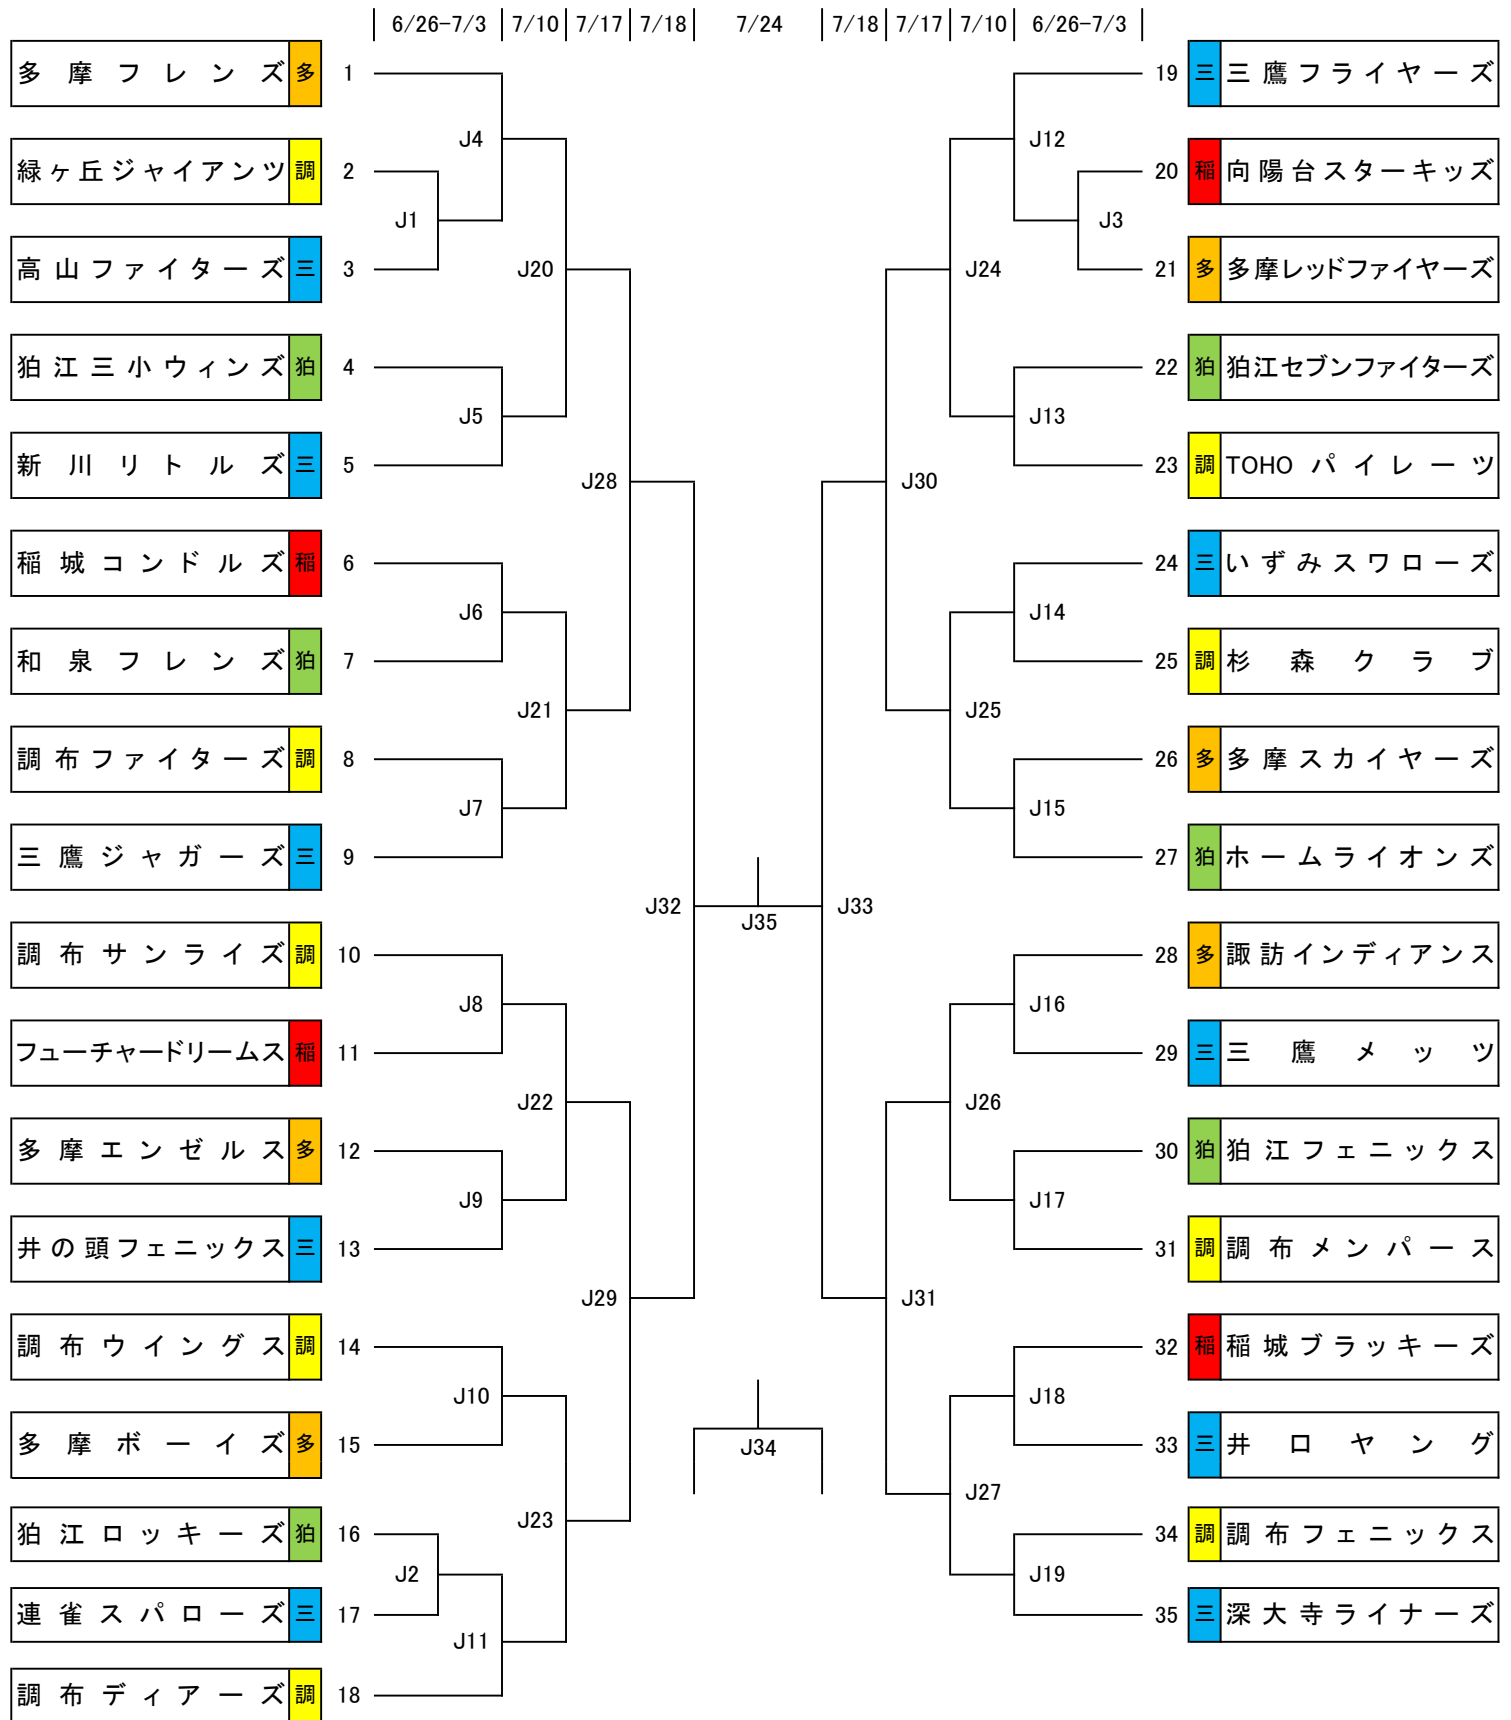 6/26-7/3 7/10 7/17 7/18 7/24 7/18 7/17 7/10 6/26-7/3
多摩フレンズ 多 1
緑ヶ丘ジャイアンツ 調 2
高山ファイターズ 三 3
狛江三小ウィンズ 狛 4
新川リトルズ 三 5
稲城コンドルズ 稲 6
和泉フレンズ 狛 7
調布ファイターズ 調 8
三鷹ジャガーズ 三 9
調布サンライズ 調 10
フューチャードリームス 稲 11
多摩エンゼルス 多 12
井の頭フェニックス 三 13
調布ウイングス 調 14
多摩ボーイズ 多 15
狛江ロッキーズ 狛 16
連雀スパローズ 三 17
調布ディアーズ 調 18
J1
J2
J4
J5
J6
J7
J8
J9
J10
J11
J20
J21
J22
J23
J28
J29
J32
J35
J34
J33
J30
J31
J24
J25
J26
J27
J12
J13
J14
J15
J16
J17
J18
J19
J3
19 三 三鷹フライヤーズ
20 稲 向陽台スターキッズ
21 多 多摩レッドファイヤーズ
22 狛 狛江セブンファイターズ
23 調 TOHOパイレーツ
24 三 いずみスワローズ
25 調 杉森クラブ
26 多 多摩スカイヤーズ
27 狛 ホームライオンズ
28 多 諏訪インディアンス
29 三 三鷹メッツ
30 狛 狛江フェニックス
31 調 調布メンパース
32 稲 稲城ブラッキーズ
33 三 井口ヤング
34 調 調布フェニックス
35 三 深大寺ライナーズ